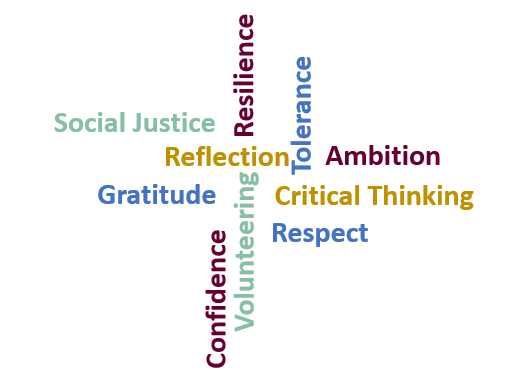 Resilience
Tolerance
Social Justice
Reflection
Ambition
Gratitude
Volunteering
Critical Thinking
Respect
Confidence